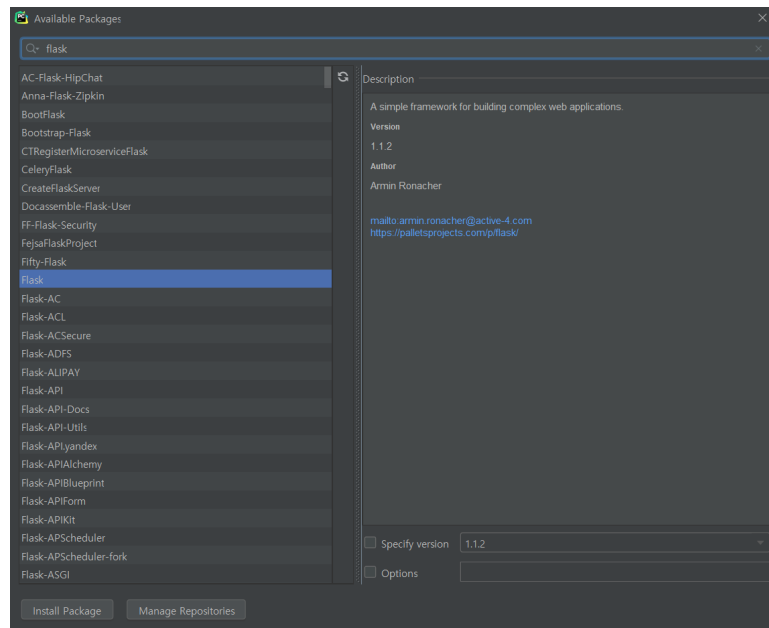 Available Packages
flask
AC-Flask-HipChat
Anna-Flask-Zipkin
BootFlask
Bootstrap-Flask
CTRegisterMicroserviceFlask
CeleryFlask
CreateFlaskServer
Docassemble-Flask-User
FF-Flask-Security
FejsaFlaskProject
Fifty-Flask
Flask
Flask-AC
Flask-ACL
Flask-ACSecure
Flask-ADFS
Flask-ALIPAY
Flask-API
Flask-API-Docs
Flask-API-Utils
Flask-API.yandex
Flask-APIAlchemy
Flask-APIBlueprint
Flask-APIForm
Flask-APIKit
Flask-APScheduler
Flask-APScheduler-fork
Flask-ASGI
Description
A simple framework for building complex web applications.
Version
1.1.2
Author
Armin Ronacher
mailto:armin.ronacher@active-4.com
https://palletsprojects.com/p/flask/
Specify version 1.1.2
Options
Install Package Manage Repositories